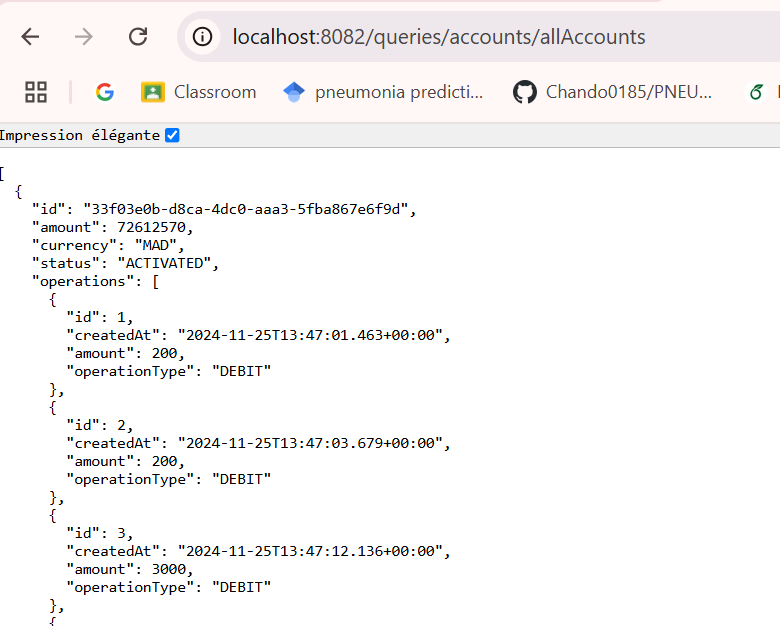 localhost:8082/queries/accounts/allAccounts
Classroom pneumonia predicti... Chando0185/PNEU...
Impression élégante
[
  {
    "id": "33f03e0b-d8ca-4dc0-aaa3-5fba867e6f9d",
    "amount": 72612570,
    "currency": "MAD",
    "status": "ACTIVATED",
    "operations": [
      {
        "id": 1,
        "createdAt": "2024-11-25T13:47:01.463+00:00",
        "amount": 200,
        "operationType": "DEBIT"
      },
      {
        "id": 2,
        "createdAt": "2024-11-25T13:47:03.679+00:00",
        "amount": 200,
        "operationType": "DEBIT"
      },
      {
        "id": 3,
        "createdAt": "2024-11-25T13:47:12.136+00:00",
        "amount": 3000,
        "operationType": "DEBIT"
      },
      {